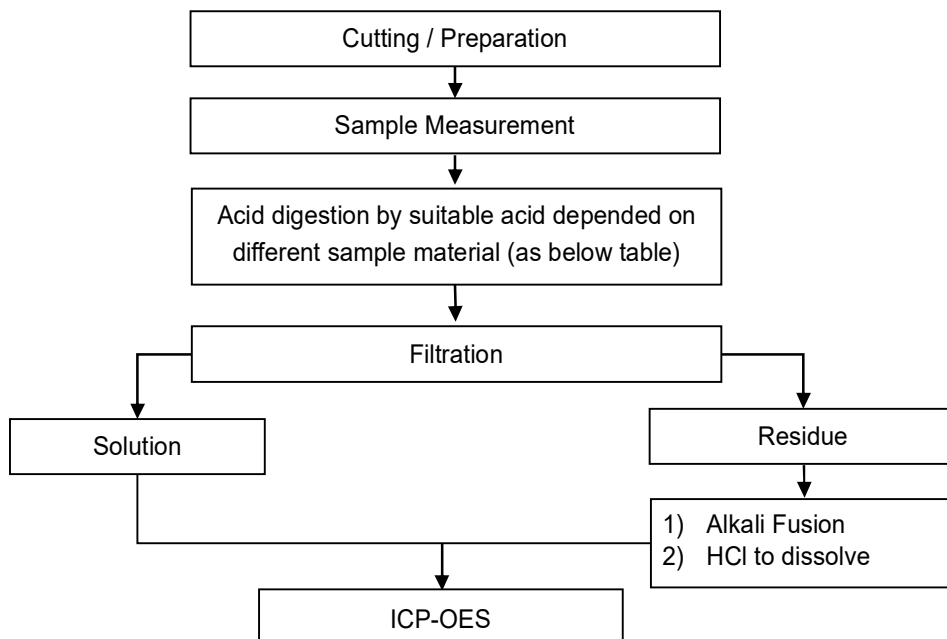 Cutting / Preparation
Sample Measurement
Acid digestion by suitable acid depended on
different sample material (as below table)
Filtration
Solution
Residue
1) Alkali Fusion
2) HCl to dissolve
ICP-OES